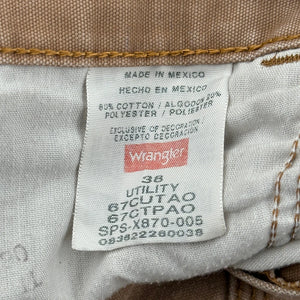 MADE IN MEXICO
HECHO EN MEXICO
80% COTTON / ALGODON 20%
POLYESTER / POLIESTER
EXCLUSIVE OF DECORATION /
EXCEPTO DECORACION
Wrangler
38
UTILITY
67CUTAO
67CTPAO
SPS-X870-005
083822260038